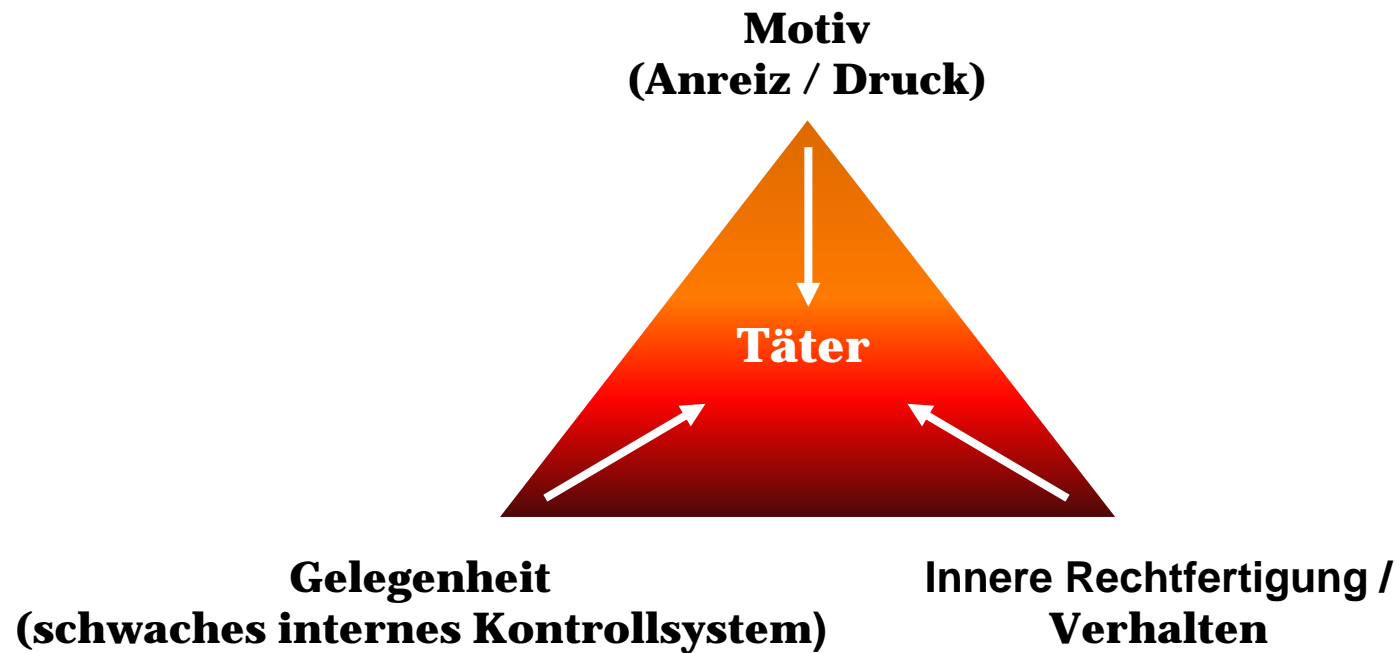 Motiv
(Anreiz / Druck)
Täter
Gelegenheit
(schwaches internes Kontrollsystem)
Innere Rechtfertigung /
Verhalten